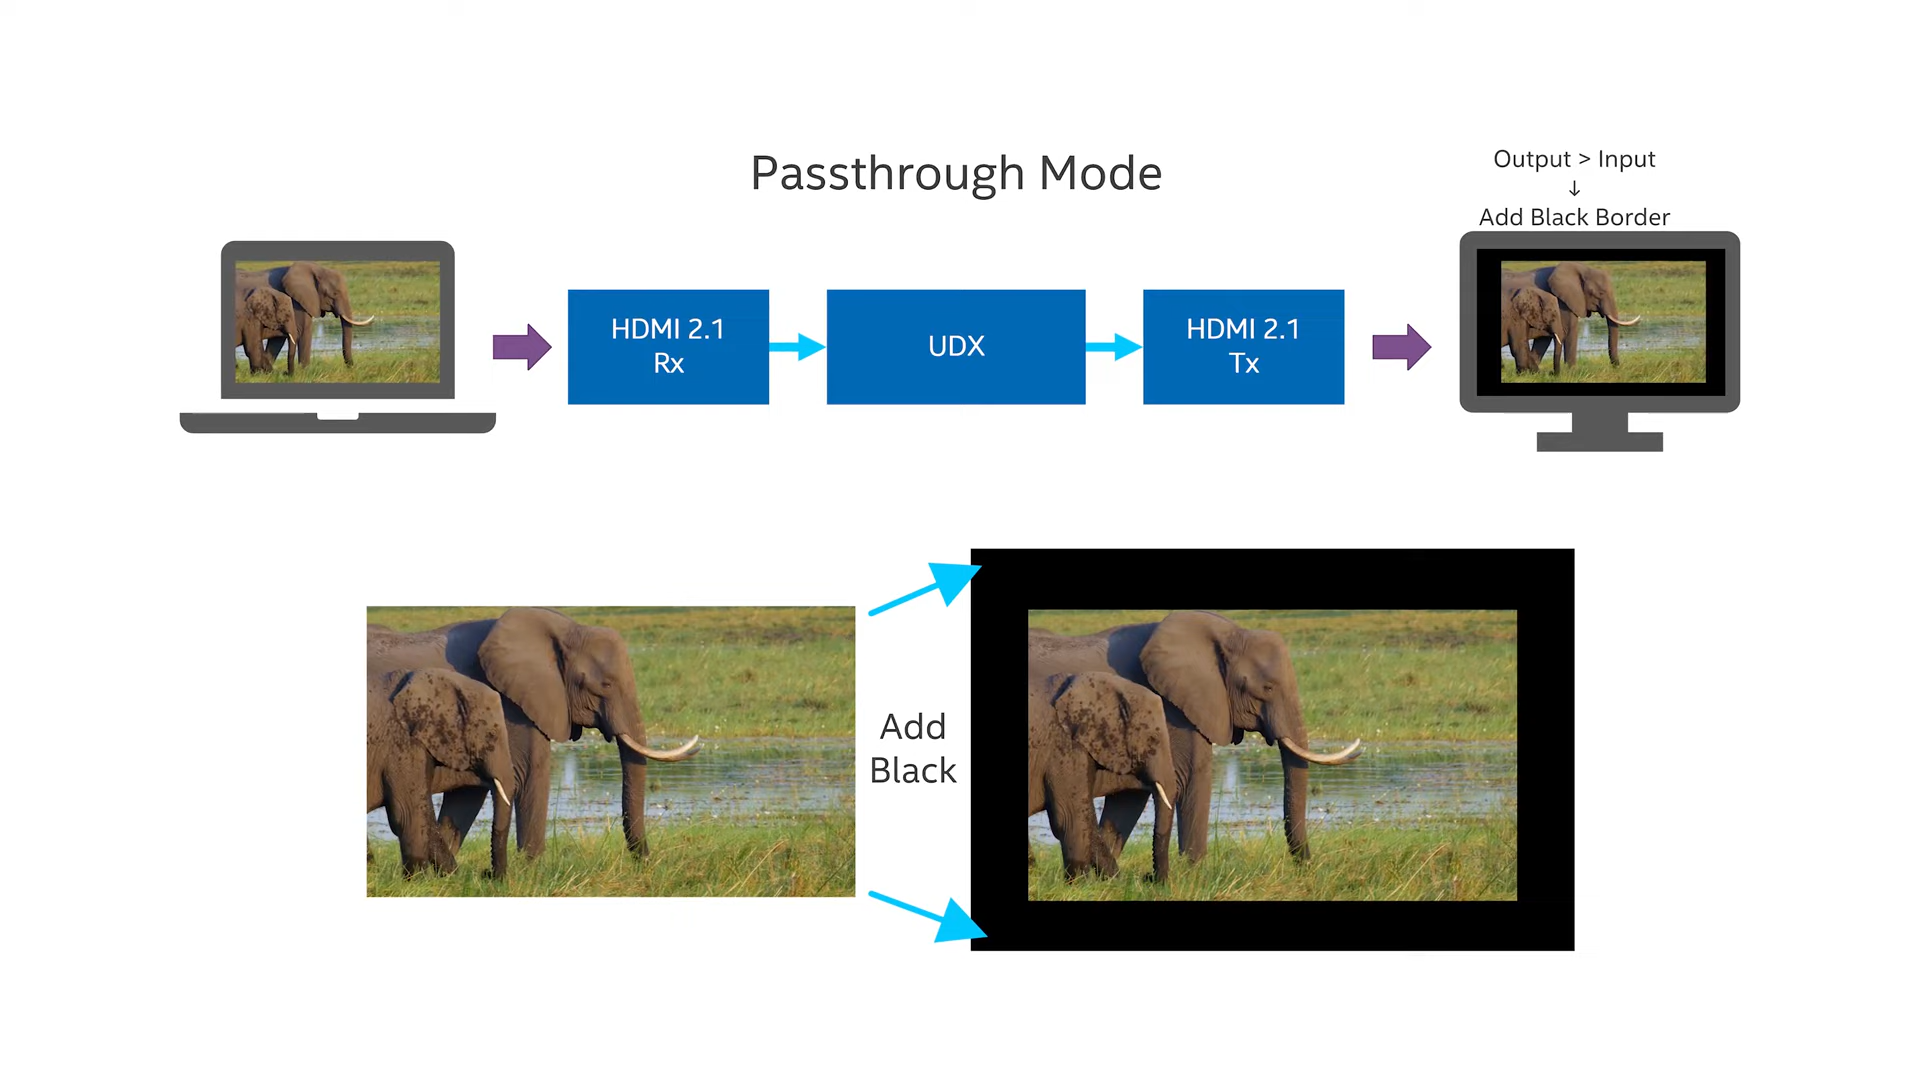 Passthrough Mode
Output > Input
↓
Add Black Border
HDMI 2.1
Rx
UDX
HDMI 2.1
Tx
Add
Black